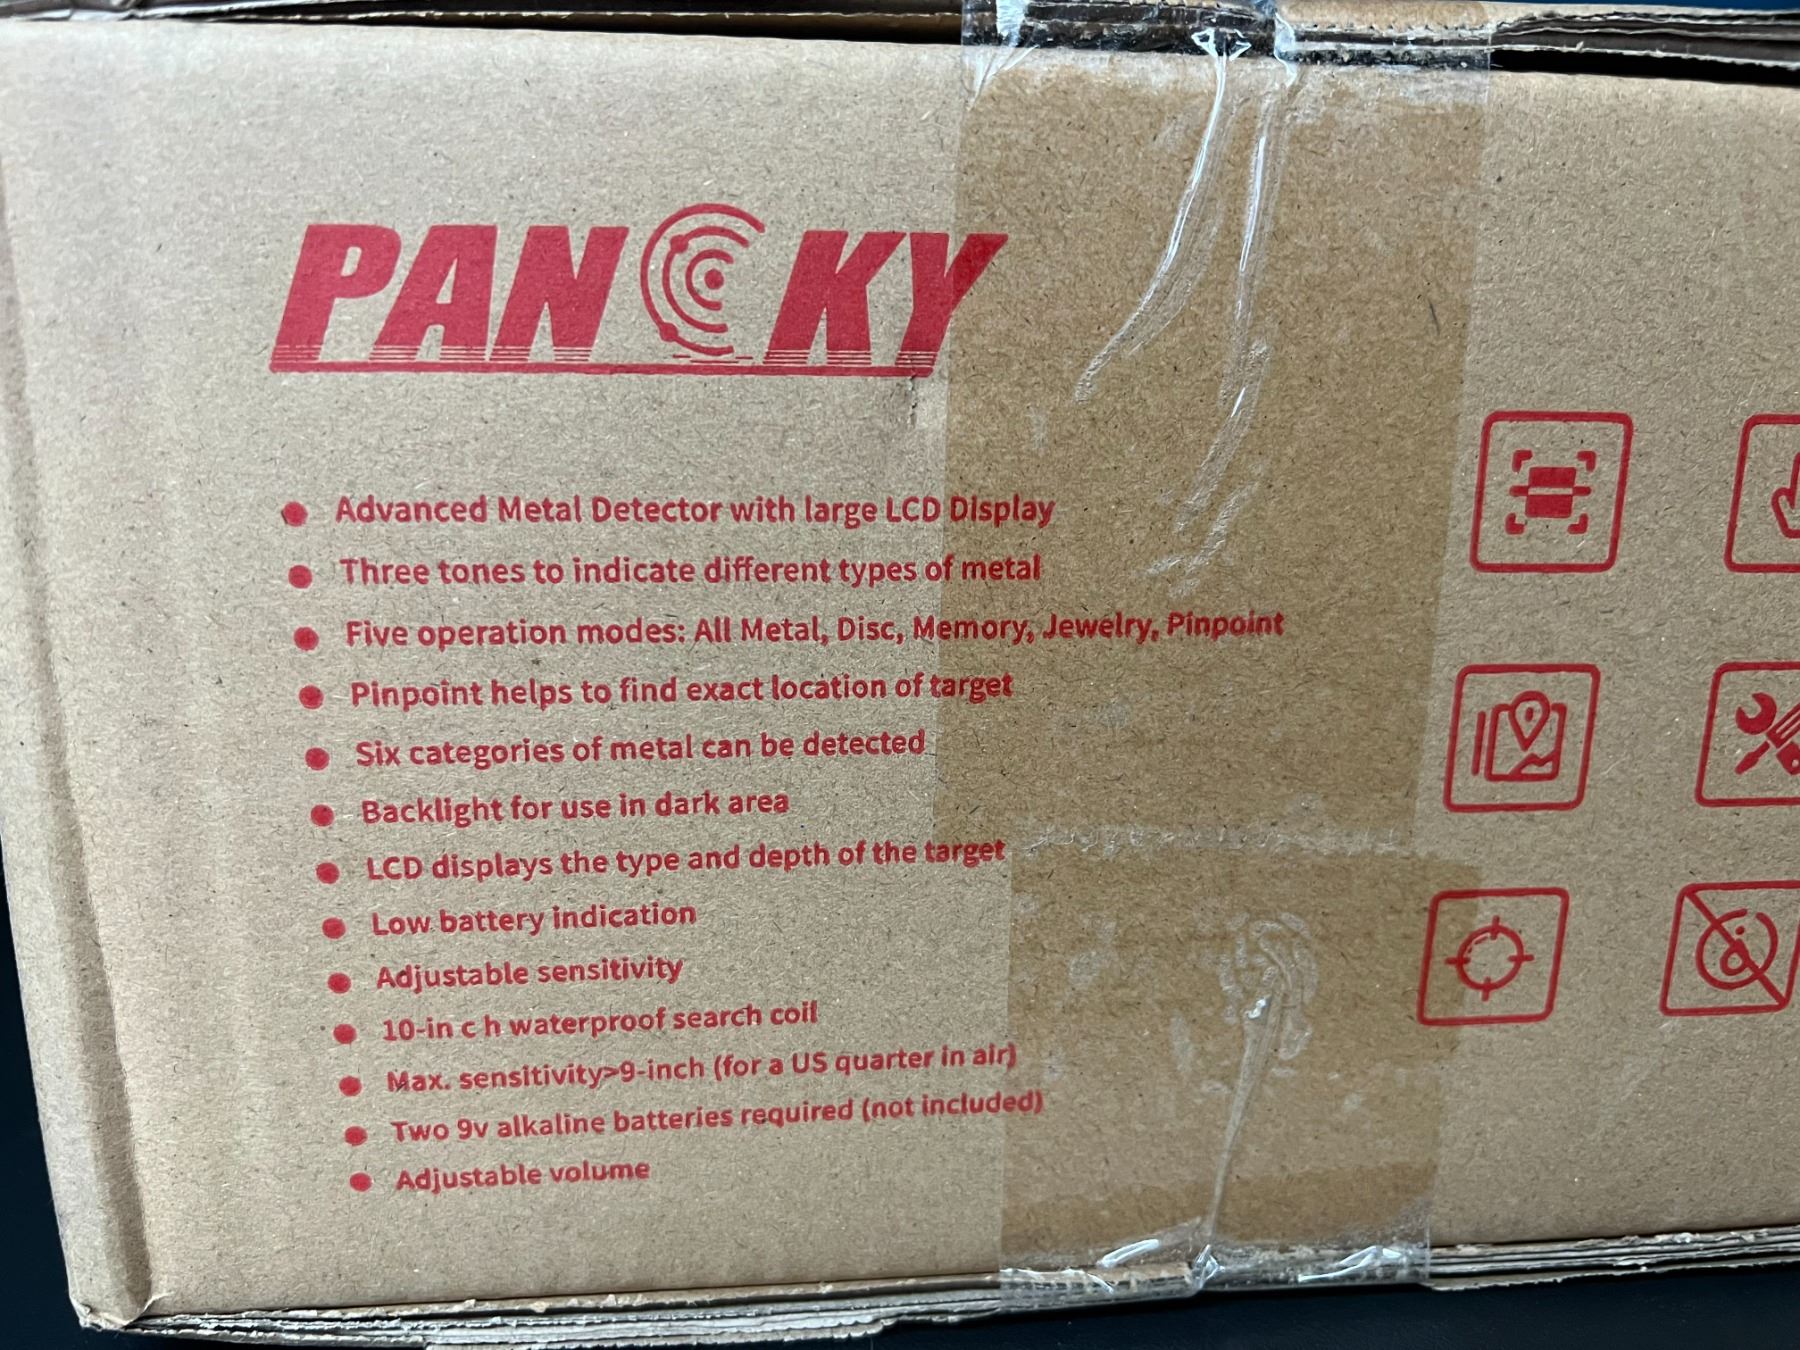 PANCKY
Advanced Metal Detector with large LCD Display
Three tones to indicate different types of metal
Five operation modes: All Metal, Disc, Memory, Jewelry, Pinpoint
Pinpoint helps to find exact location of target
Six categories of metal can be detected
Backlight for use in dark area
LCD displays the type and depth of the target
Low battery indication
Adjustable sensitivity
10-in c h waterproof search coil
Max. sensitivity>9-inch (for a US quarter in air)
Two 9v alkaline batteries required (not included)
Adjustable volume